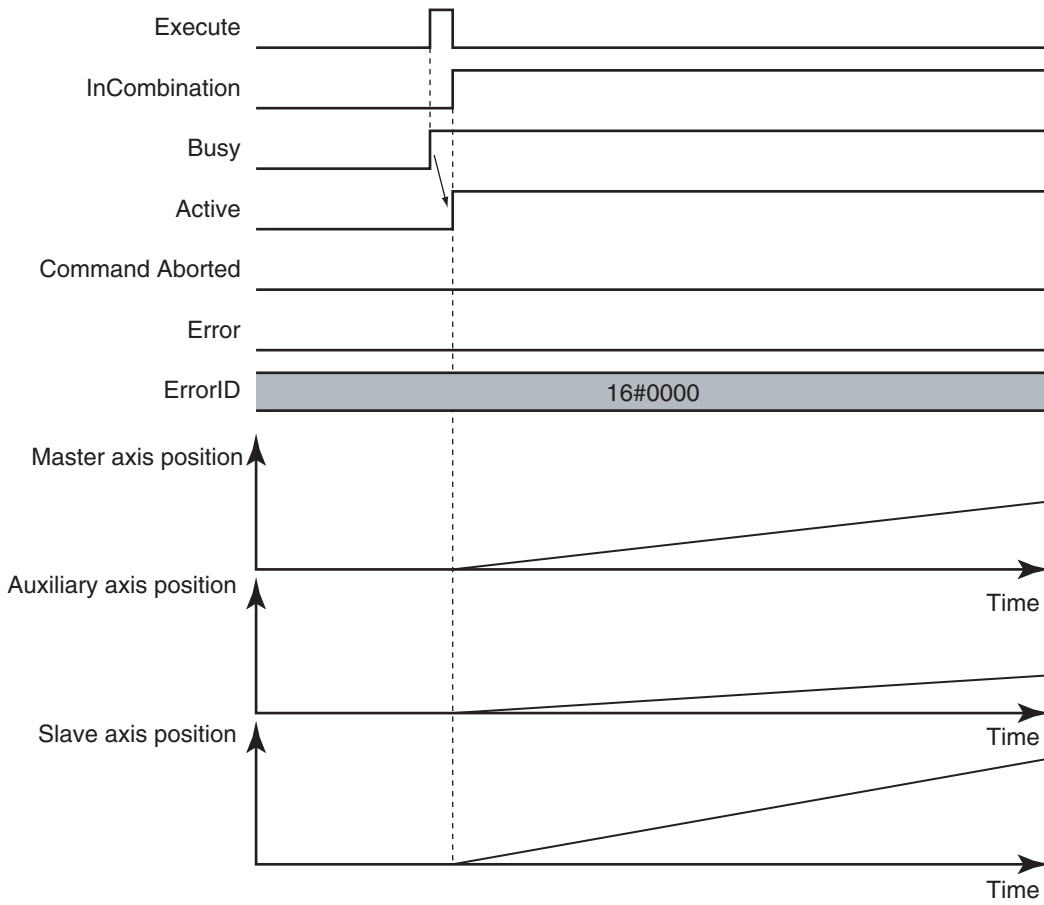 Execute
InCombination
Busy
Active
Command Aborted
Error
ErrorID
16#0000
Master axis position
Time
Auxiliary axis position
Time
Slave axis position
Time